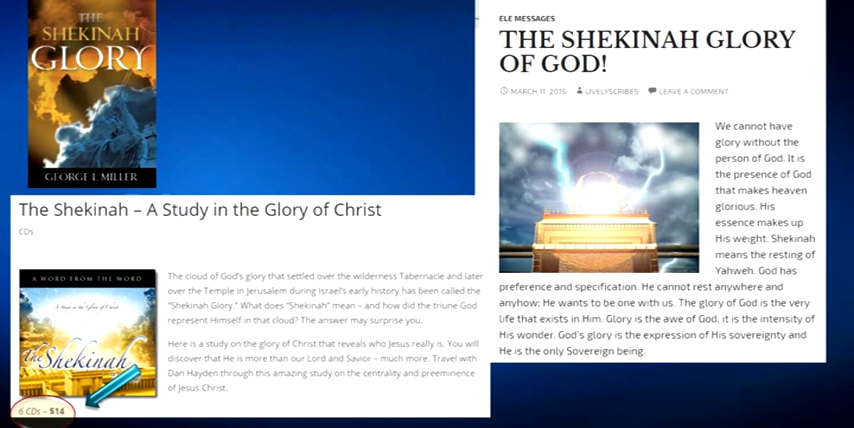 THE
SHEKINAH
GLORY
GEORGE L MILLER
The Shekinah – A Study in the Glory of Christ
CDs
A WORD FROM THE WORD
A Study in the Glory of Christ
The Shekinah
6 CDs – $14
The cloud of God's glory that settled over the wilderness Tabernacle and later
over the Temple in Jerusalem during Israel's early history has been called the
"Shekinah Glory." What does "Shekinah" mean – and how did the triune God
represent Himself in that cloud? The answer may surprise you.
Here is a study on the glory of Christ that reveals who Jesus really is. You will
discover that He is more than our Lord and Savior – much more. Travel with
Dan Hayden through this amazing study on the centrality and preeminence
of Jesus Christ.
ELE MESSAGES
THE SHEKINAH GLORY
OF GOD!
MARCH 11, 2015 LIVELYSCRIBES LEAVE A COMMENT
We cannot have
glory without the
person of God. It is
the presence of God
that makes heaven
glorious. His
essence makes up
His weight. Shekinah
means the resting of
Yahweh. God has
preference and specification. He cannot rest anywhere and
anyhow; He wants to be one with us. The glory of God is the very
life that exists in Him. Glory is the awe of God, it is the intensity of
His wonder. God's glory is the expression of His sovereignty and
He is the only Sovereign being.